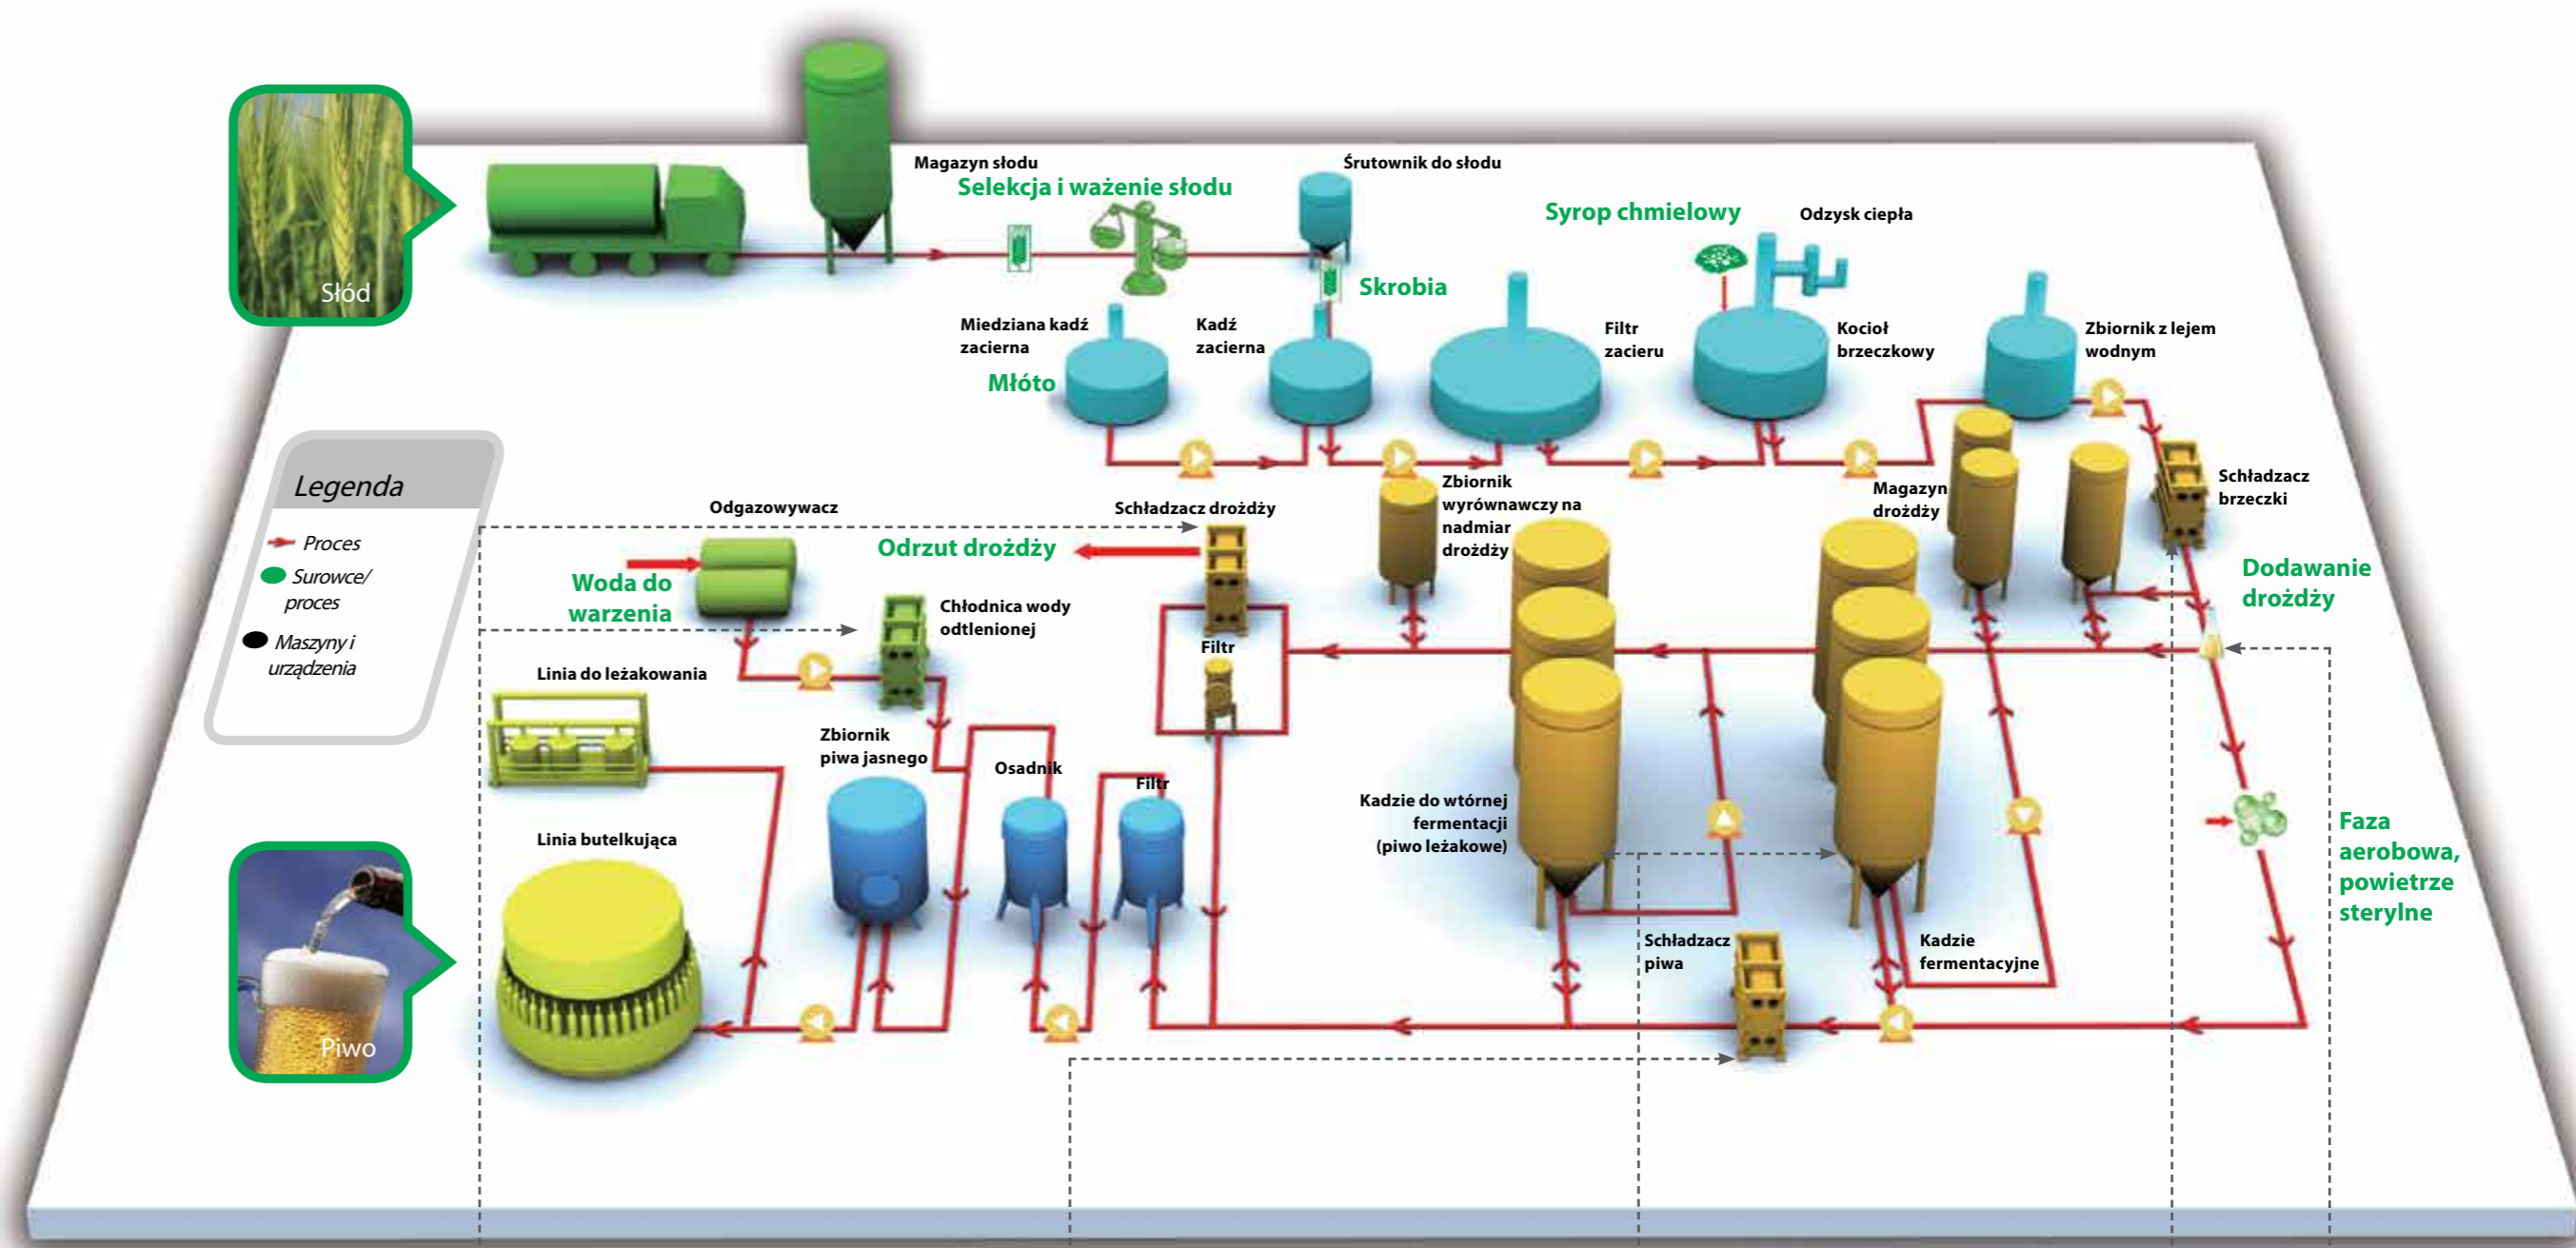 Magazyn słodu
Selekcja i ważenie słodu
Śrutownik do słodu
Syrop chmielowy
Odzysk ciepła
Słód
Skrobia
Miedziana kadź
zacierna
Młóto
Kadź
zacierna
Filtr
zacieru
Kocioł
brzeczkowy
Zbiornik z lejem
wodnym
Legenda
Proces
Surowce/
proces
Maszyny i
urządzenia
Odgazowywacz
Woda do
warzenia
Schładzacz drożdży
Odrzut drożdży
Zbiornik
wyrównawczy na
nadmiar
drożdży
Magazyn
drożdży
Schładzacz
brzeczki
Dodawanie
drożdży
Chłodnica wody
odtlenionej
Filtr
Linia do leżakowania
Zbiornik
piwa jasnego
Osadnik
Filtr
Kadzie do wtórnej
fermentacji
(piwo leżakowe)
Faza
aerobowa,
powietrze
sterylne
Linia butelkująca
Piwo
Schładzacz
piwa
Kadzie
fermentacyjne